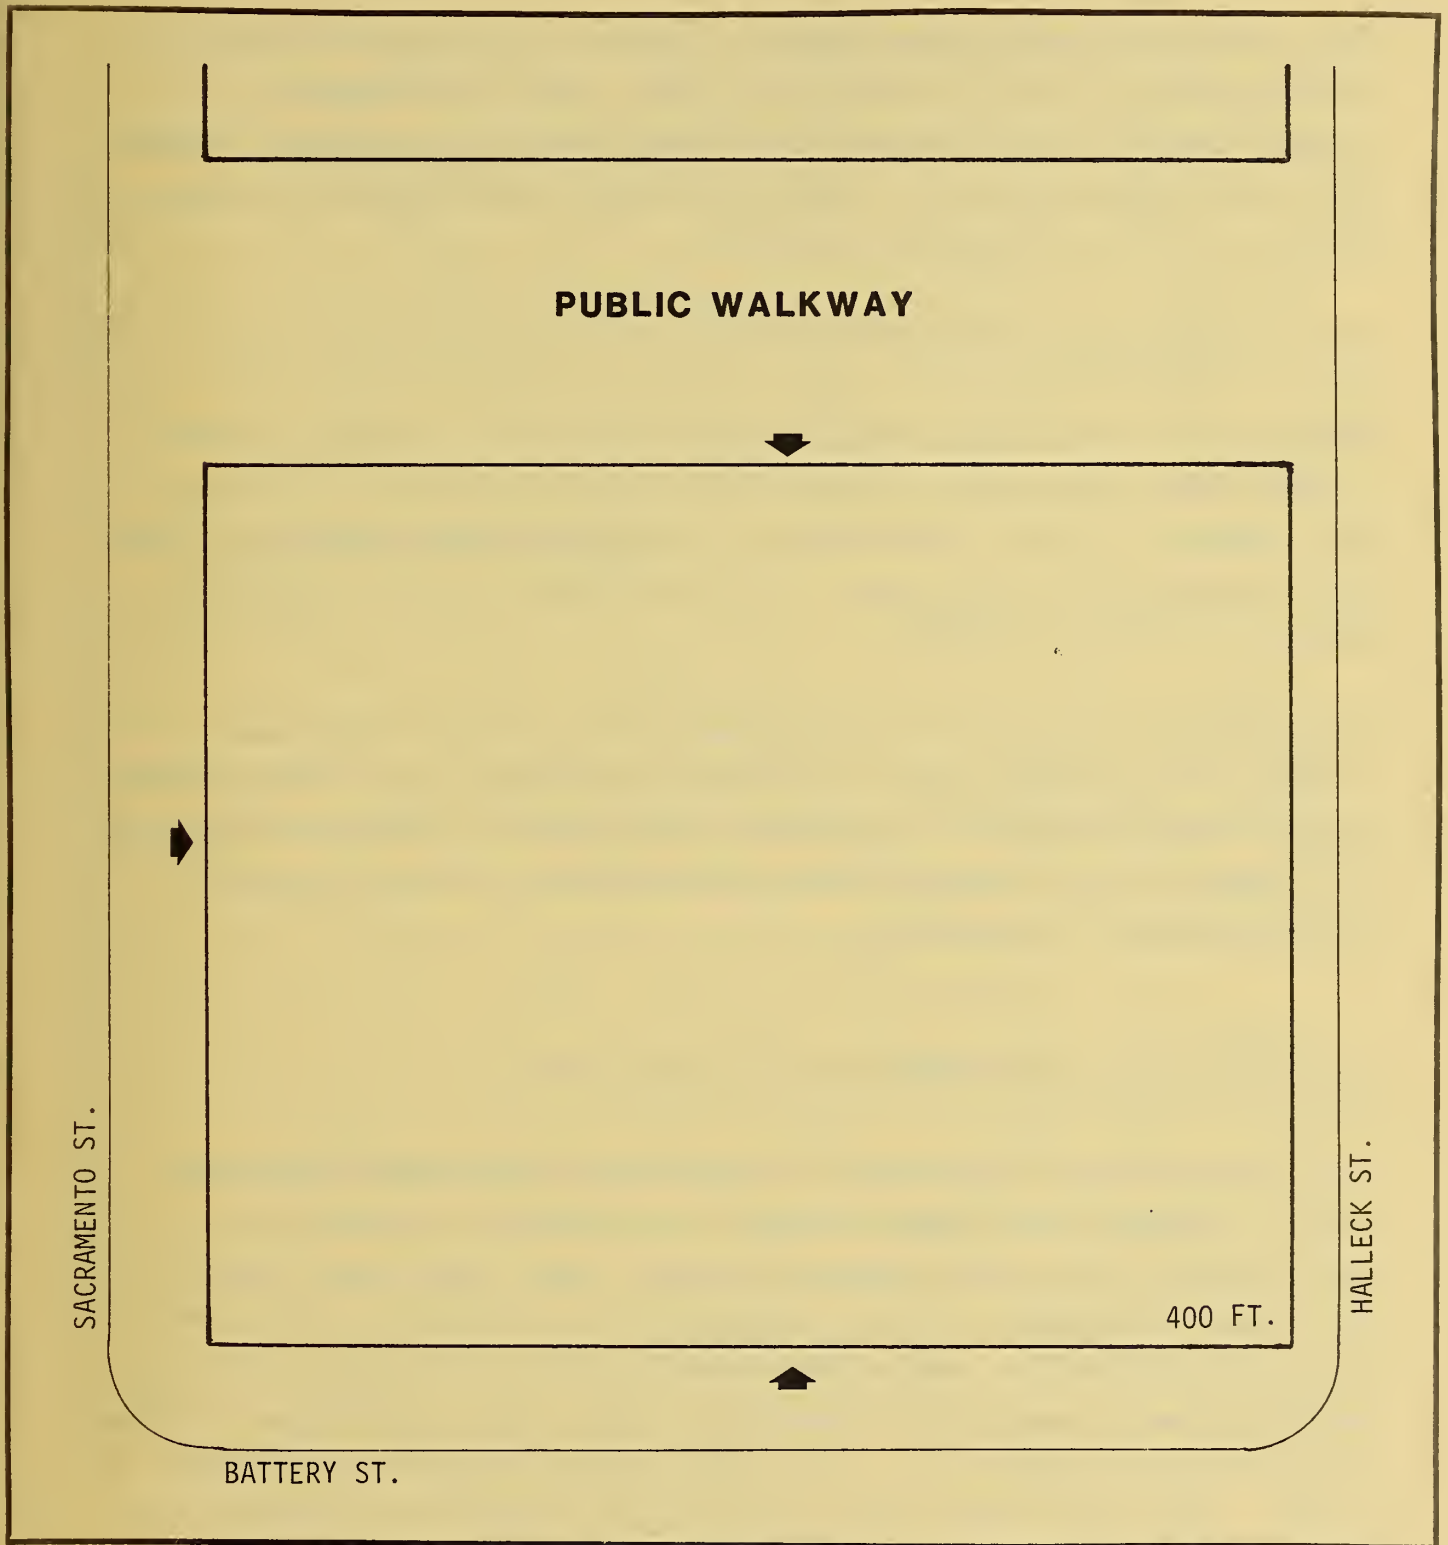 PUBLIC WALKWAY
SACRAMENTO ST.
HALLECK ST.
400 FT.
BATTERY ST.